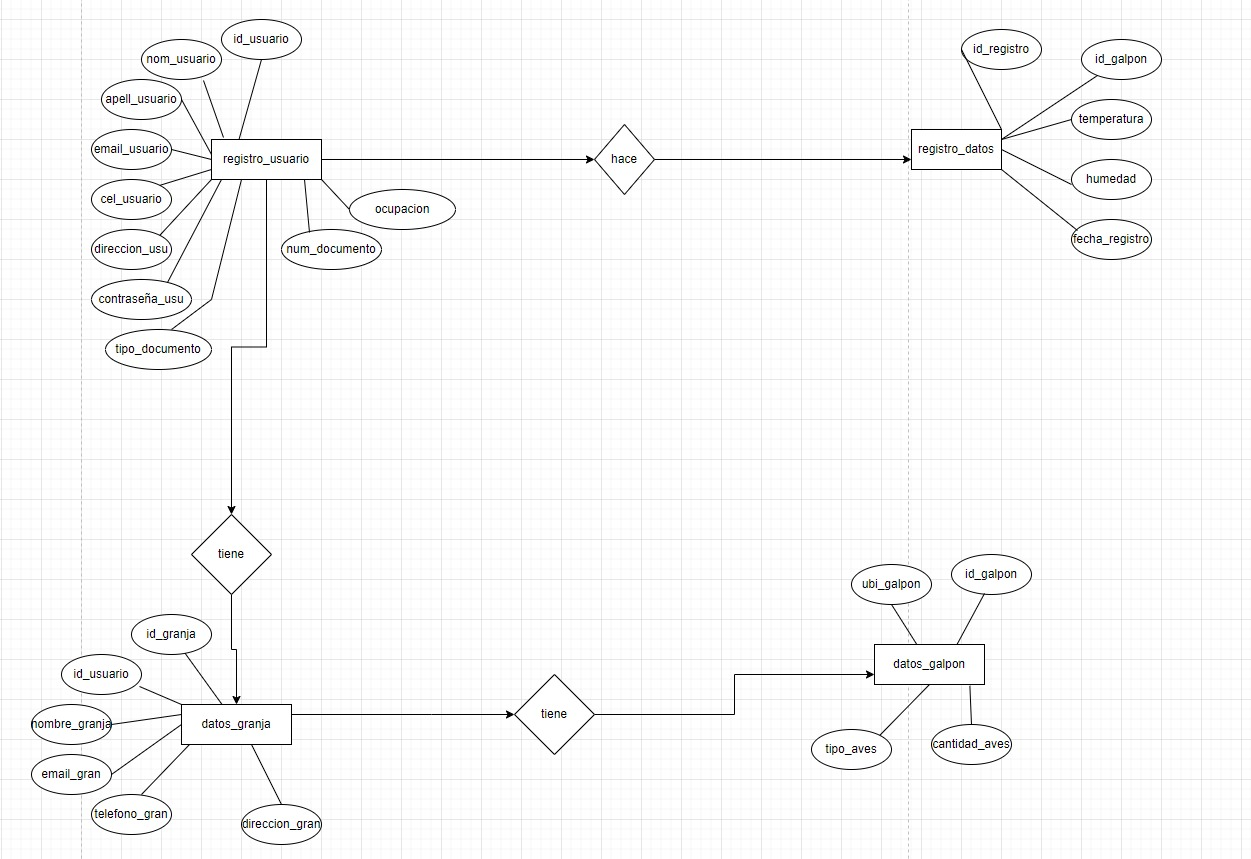 id_usuario
nom_usuario
apell_usuario
email_usuario
cel_usuario
direccion_usu
contraseña_usu
tipo_documento
registro_usuario
ocupacion
num_documento
hace
id_registro
id_galpon
temperatura
registro_datos
humedad
fecha_registro
tiene
id_granja
id_usuario
nombre_granja
email_gran
telefono_gran
direccion_gran
datos_granja
tiene
ubi_galpon
id_galpon
datos_galpon
tipo_aves
cantidad_aves